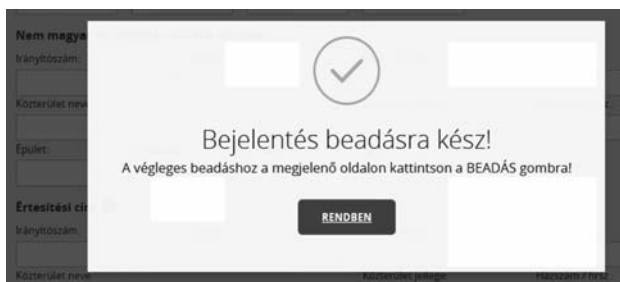 Nem magya
Irányítószám:
Közterület neve
Bejelentés beadásra kész!
A végleges beadáshoz a megjelenő oldalon kattintson a BEADÁS gombra!
Épület:
RENDBEN
Értesítési cí
Irányítószám:
Közterület neve
Közterület jellege
Házszám / hrsz.: